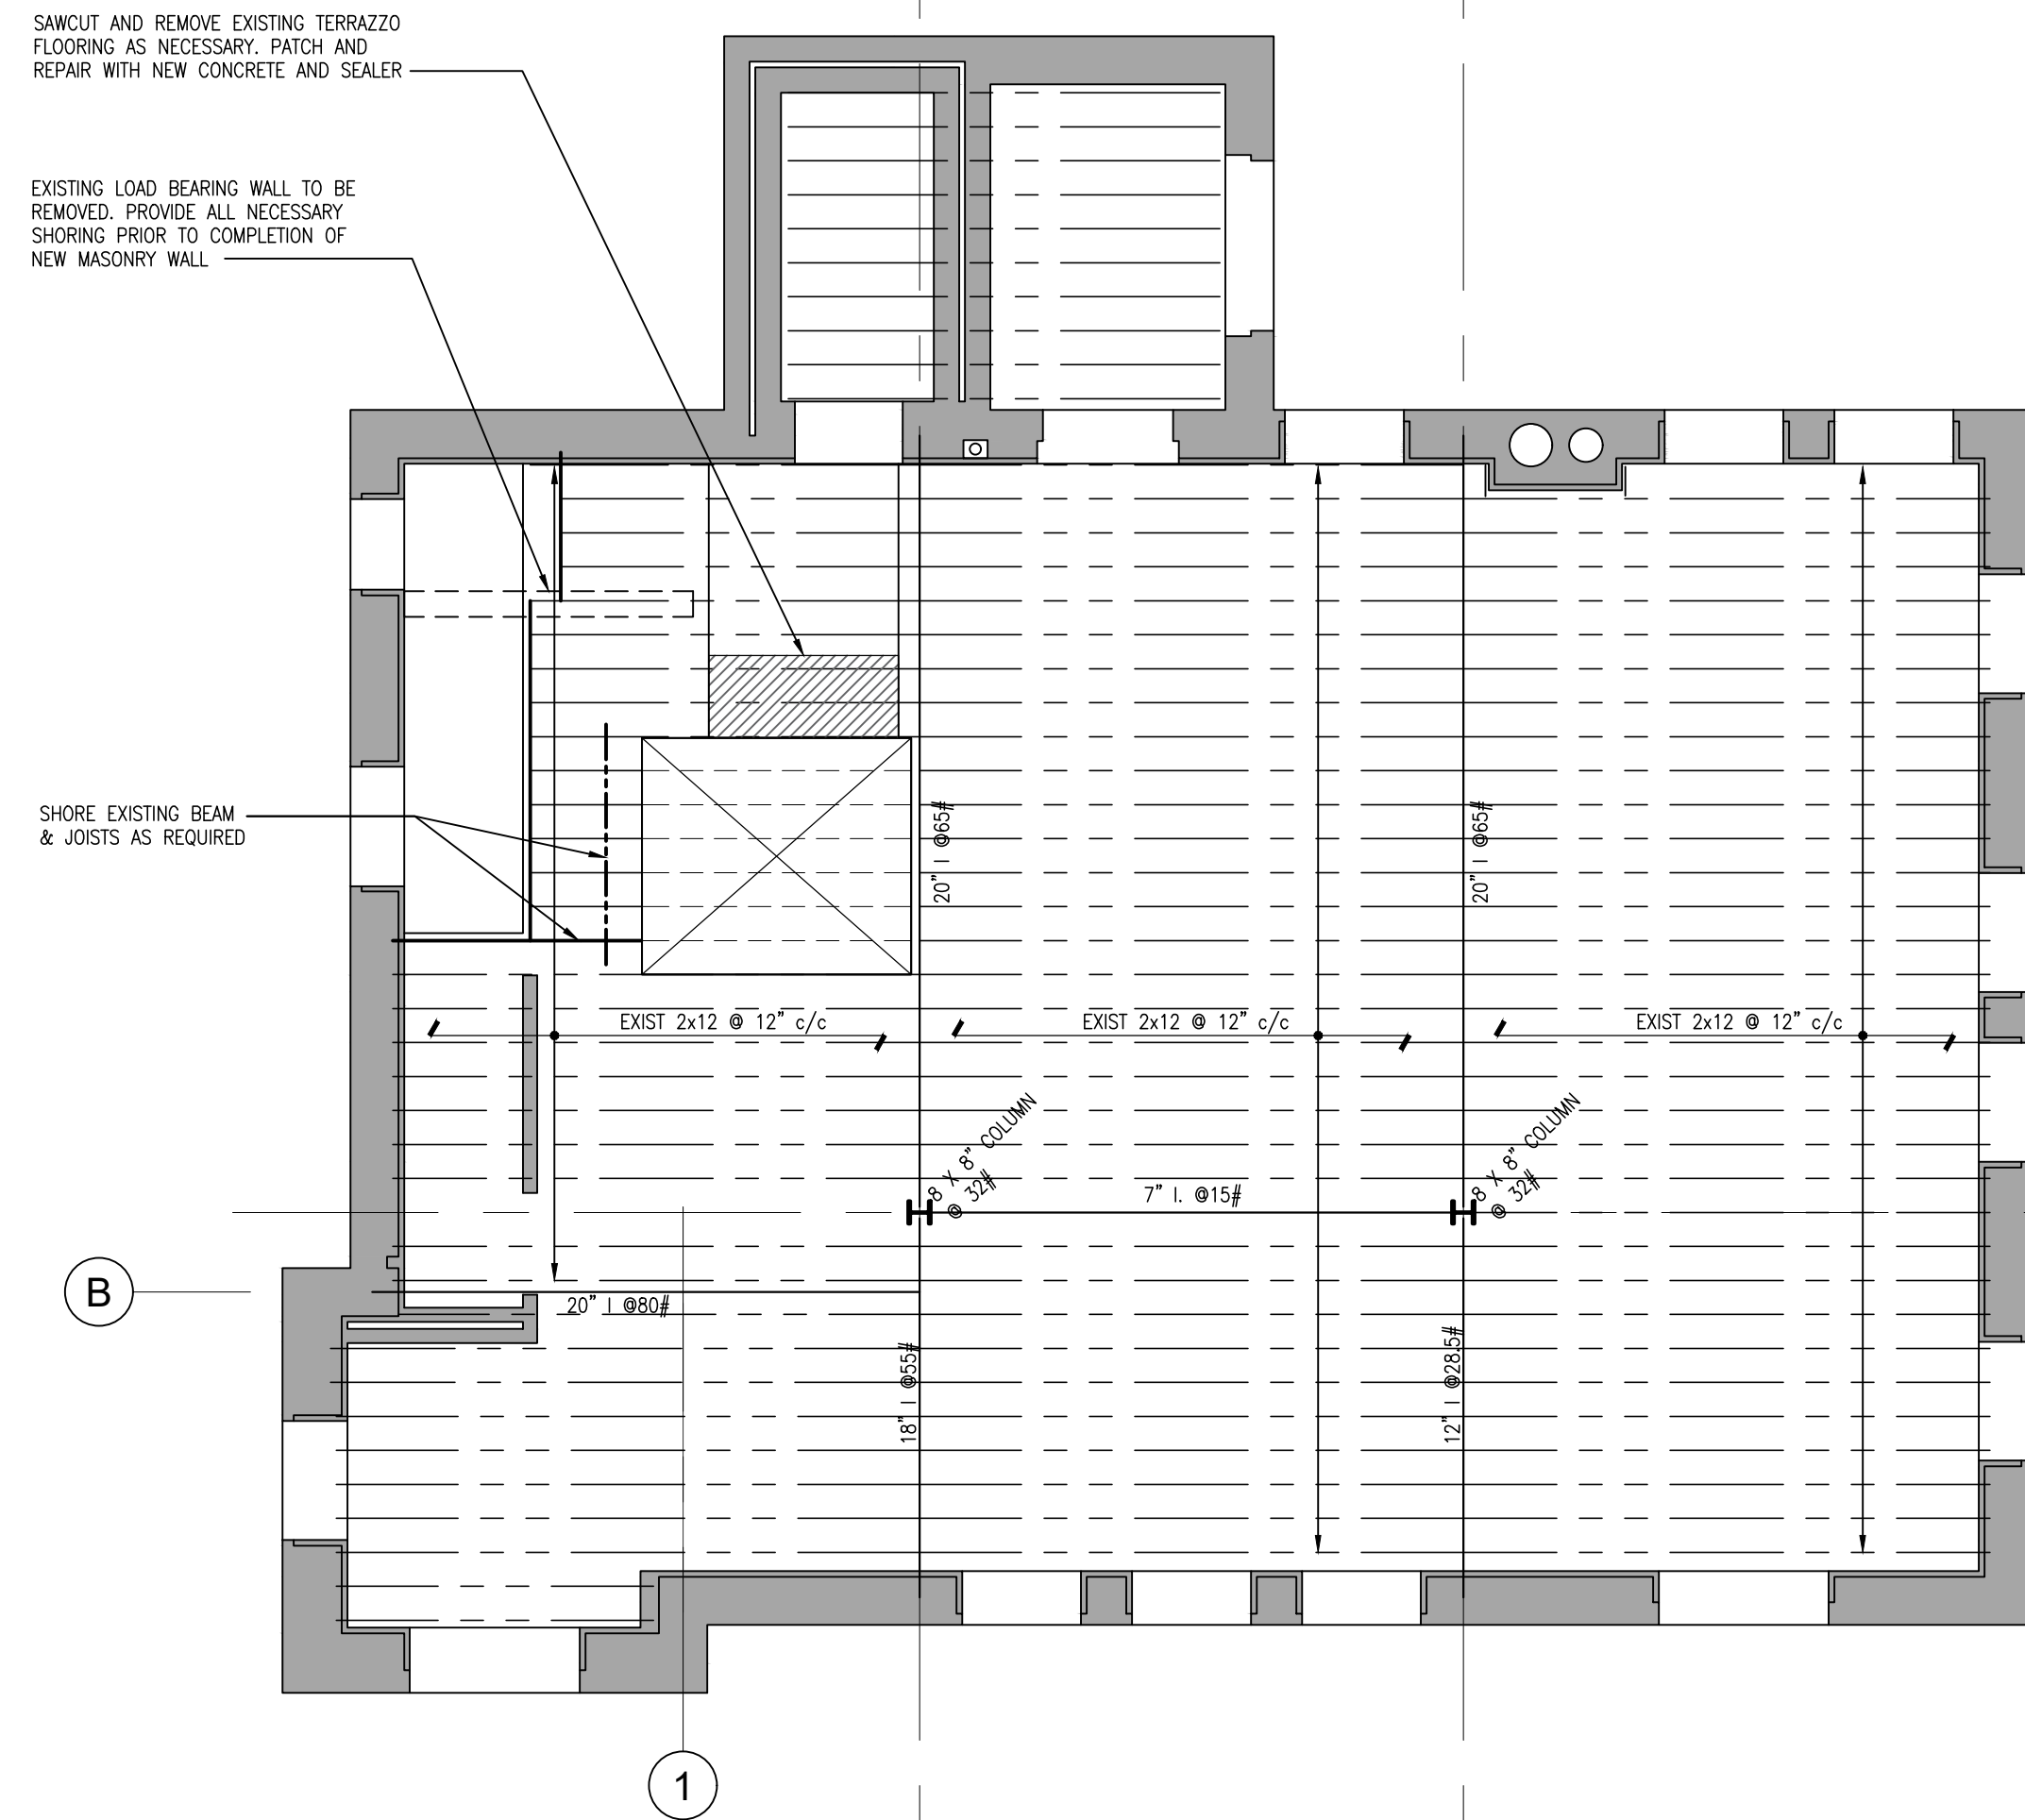 SAWCUT AND REMOVE EXISTING TERRAZZO
FLOORING AS NECESSARY. PATCH AND
REPAIR WITH NEW CONCRETE AND SEALER
EXISTING LOAD BEARING WALL TO BE
REMOVED. PROVIDE ALL NECESSARY
SHORING PRIOR TO COMPLETION OF
NEW MASONRY WALL
SHORE EXISTING BEAM
& JOISTS AS REQUIRED
20" I @65#
20" I @65#
EXIST 2x12 @ 12" c/c
EXIST 2x12 @ 12" c/c
EXIST 2x12 @ 12" c/c
8 X 8" COLUMN
@ 32#
7" I. @15#
8 X 8" COLUMN
@ 32#
B
20" I @80#
18" I @55#
12" I @28.5#
1